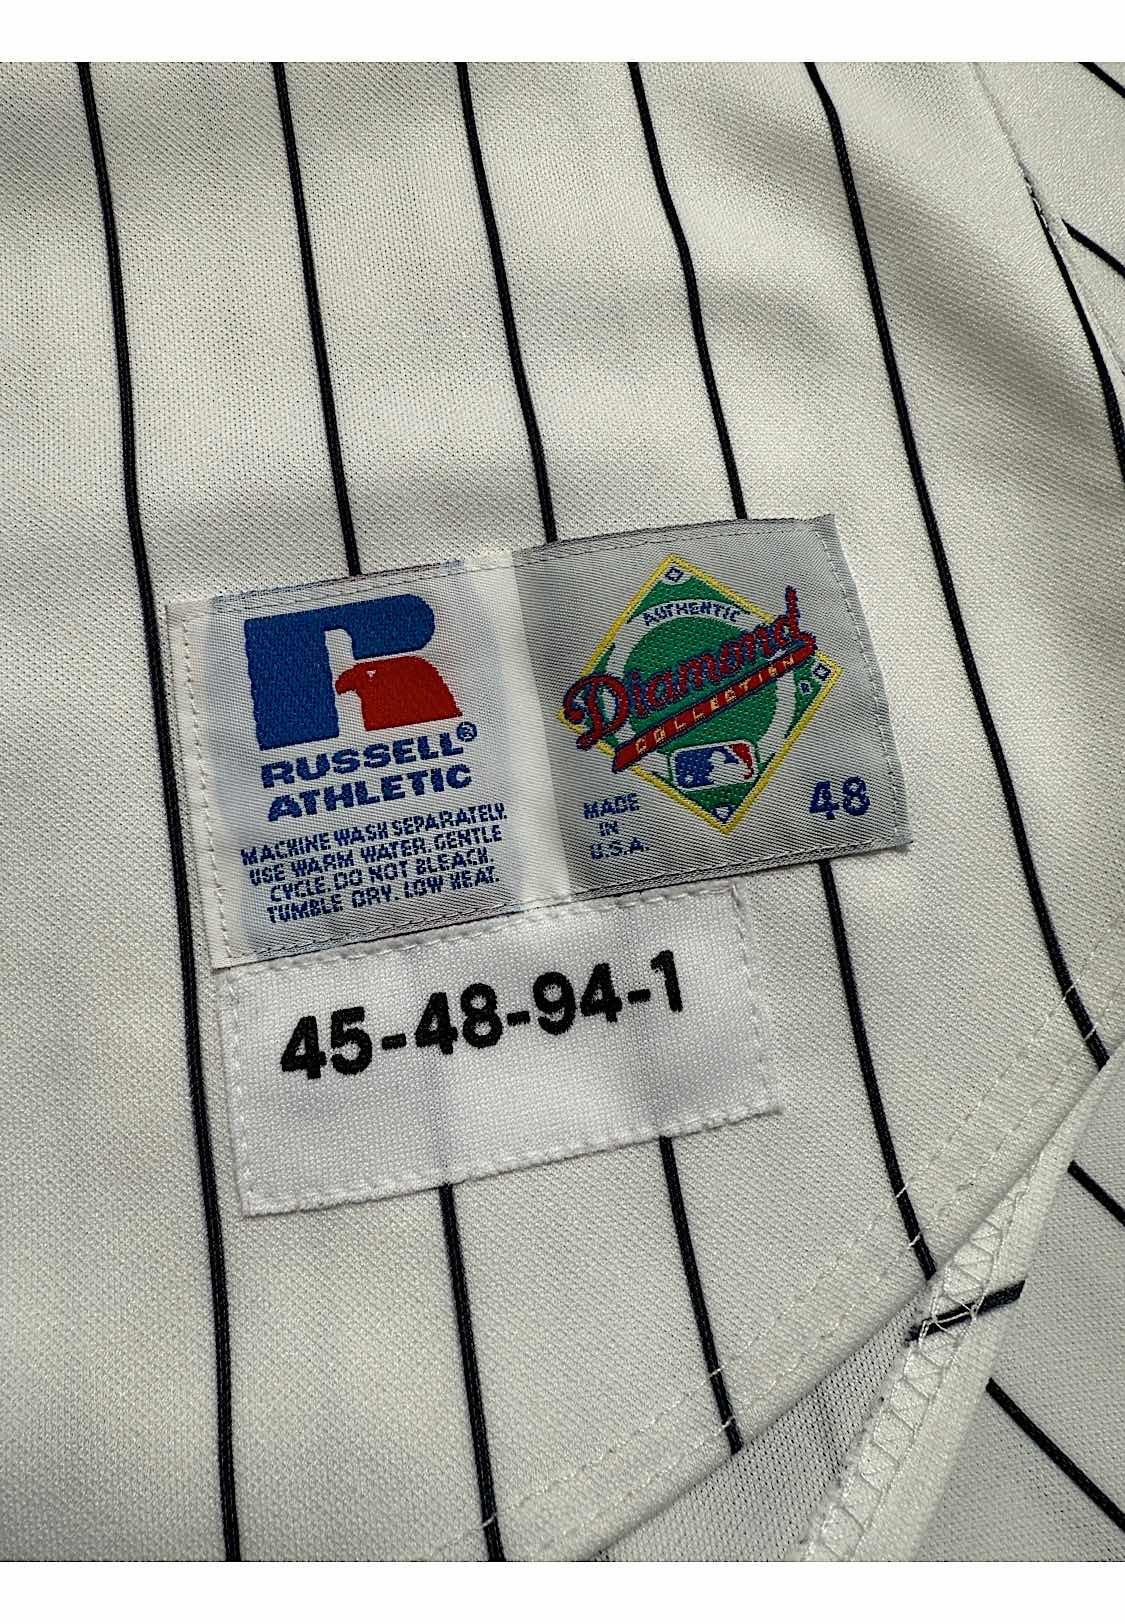 RUSSELL®
ATHLETIC
MACHINE WASH SEPARATELY.
USE WARM WATER. GENTLE
CYCLE. DO NOT BLEACH.
TUMBLE DRY. LOW HEAT.
AUTHENTIC
Diamond
COLLECTION
®
MADE
IN
U.S.A.
48
45-48-94-1